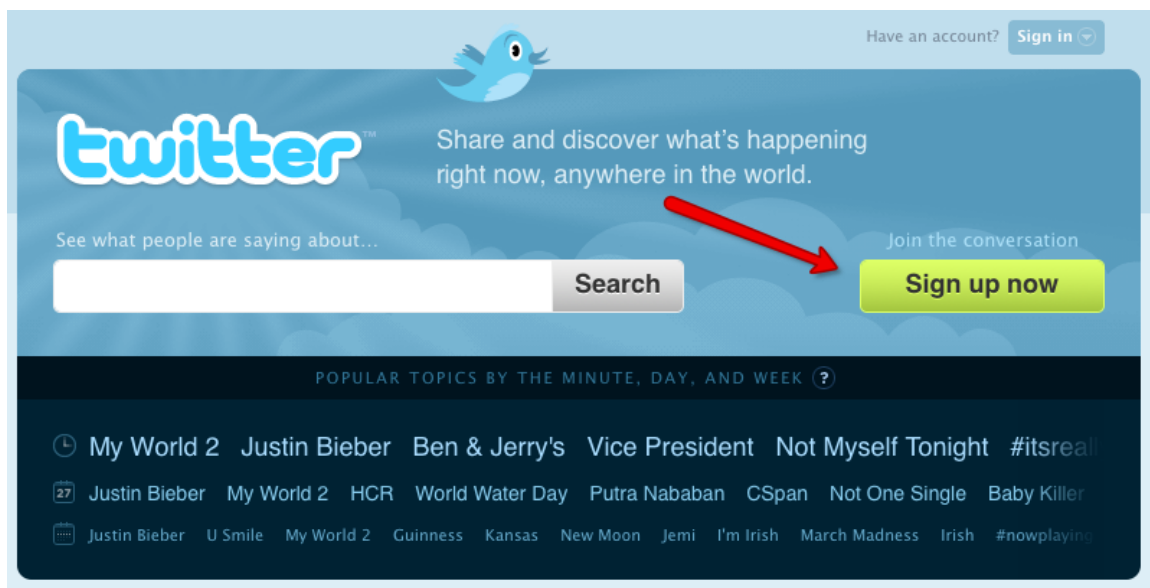 Have an account? Sign in
twitter™
Share and discover what's happening
right now, anywhere in the world.
See what people are saying about...
Join the conversation
Search
Sign up now
POPULAR TOPICS BY THE MINUTE, DAY, AND WEEK ?
My World 2 Justin Bieber Ben & Jerry's Vice President Not Myself Tonight #itsreall
27 Justin Bieber My World 2 HCR World Water Day Putra Nababan CSpan Not One Single Baby Killer
Justin Bieber U Smile My World 2 Guinness Kansas New Moon Jemi I'm Irish March Madness Irish #nowplaying